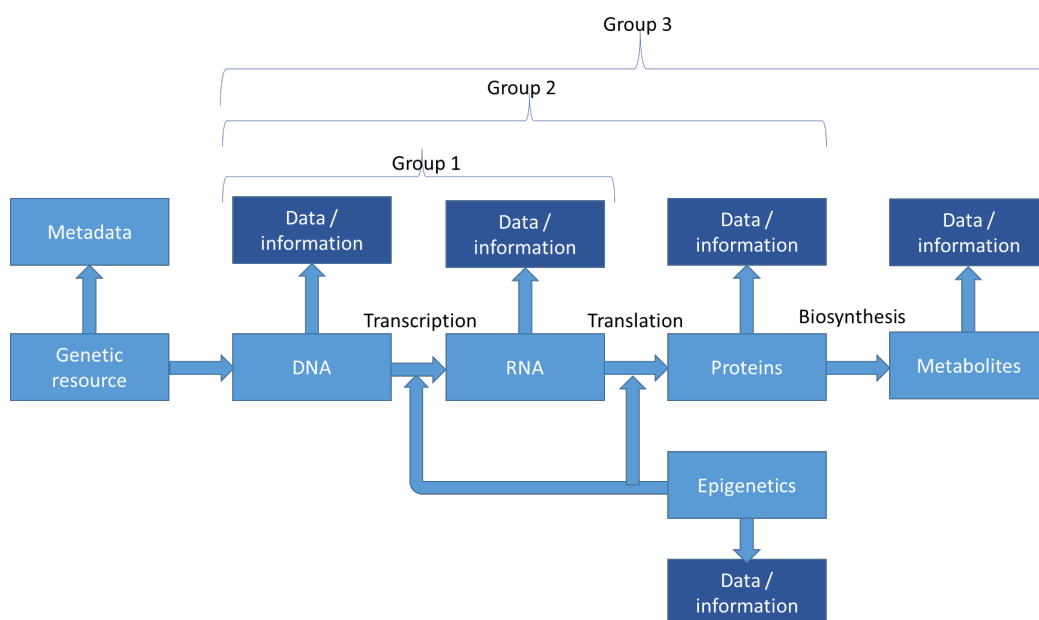 Group 3
Group 2
Group 1
Metadata
Data /
information
Data /
information
Data /
information
Data /
information
Transcription
Translation
Biosynthesis
Genetic
resource
DNA
RNA
Proteins
Metabolites
Epigenetics
Data /
information